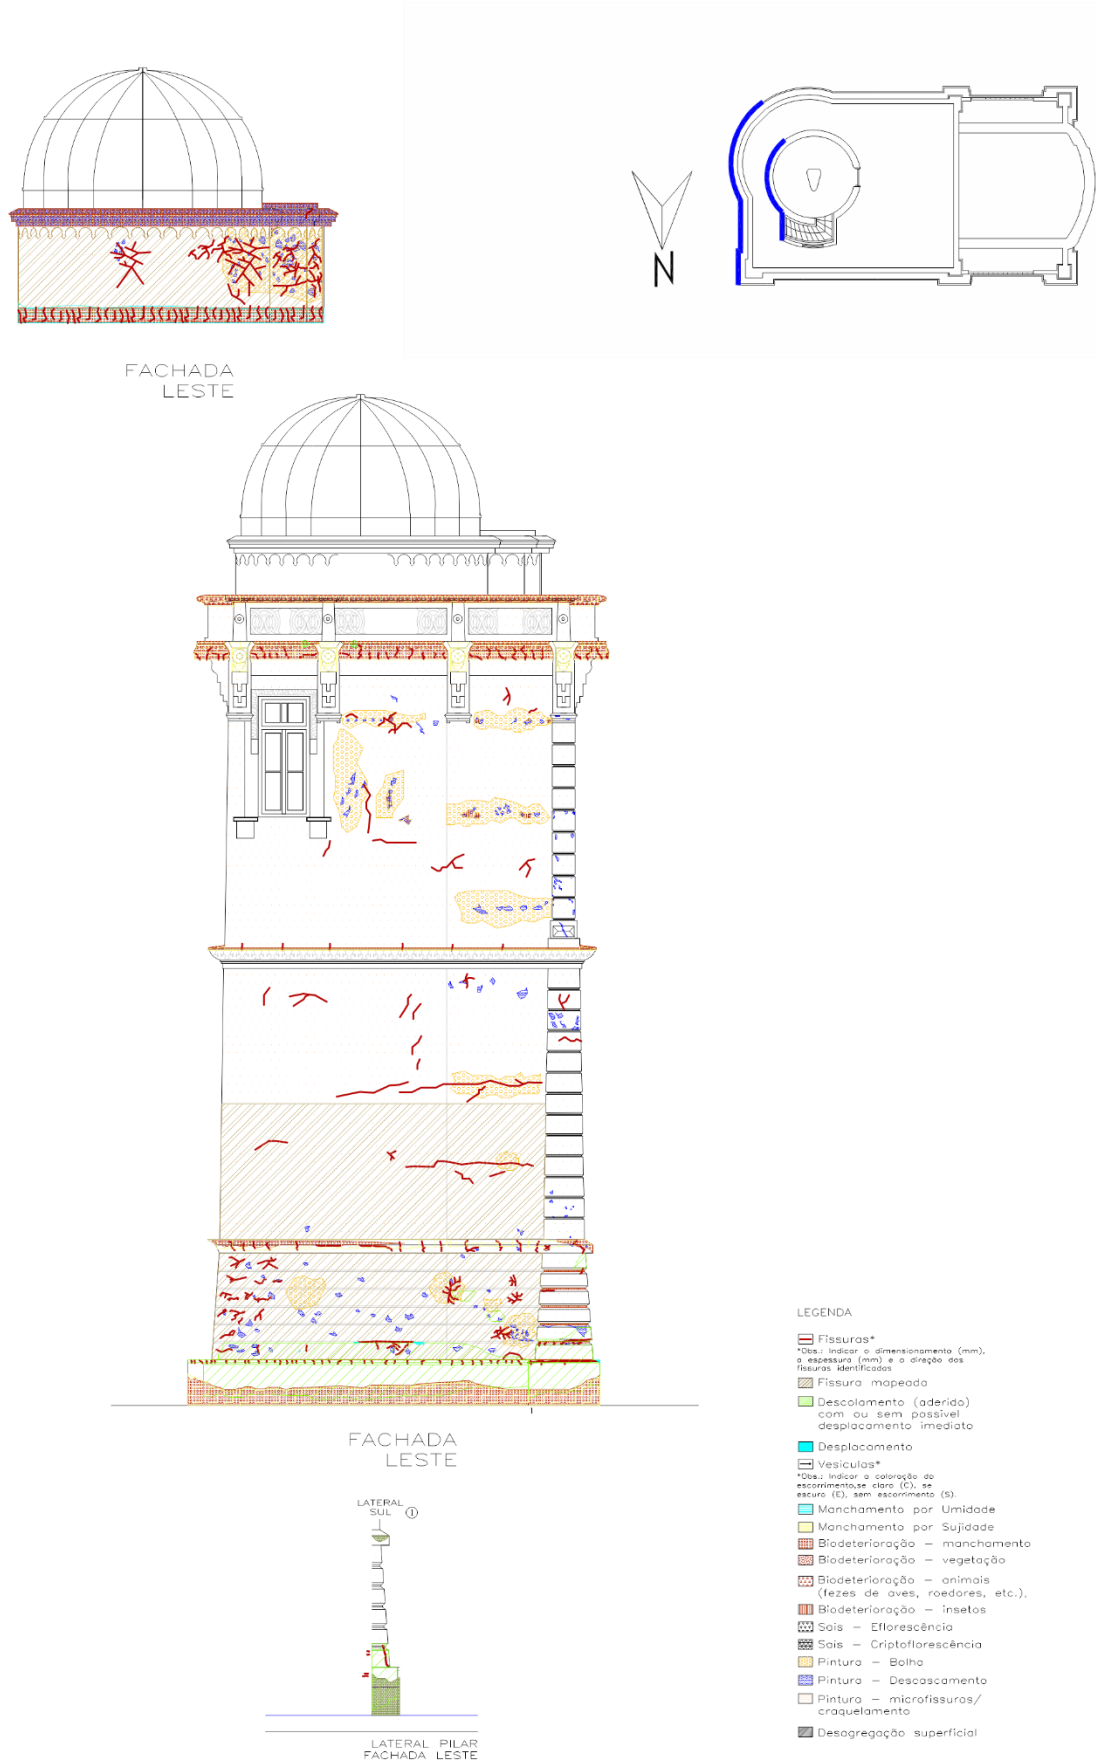 N
FACHADA
LESTE
FACHADA
LESTE
LATERAL
SUL 1
LATERAL PILAR
FACHADA LESTE
LEGENDA
Fissuras*
*Obs.: Indicar o dimensionamento (mm),
a espessura (mm) e a direção das
fissuras identificadas
Fissura mapeada
Descolamento (aderido)
com ou sem possível
desplacamento imediato
Desplacamento
Vesículas*
*Obs.: Indicar a coloração do
escorrimento,se claro (C), se
escuro (E), sem escorrimento (S).
Manchamento por Umidade
Manchamento por Sujidade
Biodeterioração – manchamento
Biodeterioração – vegetação
Biodeterioração – animais
(fezes de aves, roedores, etc.).
Biodeterioração – insetos
Sais – Eflorescência
Sais – Criptoflorescência
Pintura – Bolha
Pintura – Descascamento
Pintura – microfissuras/
craquelamento
Desagregação superficial